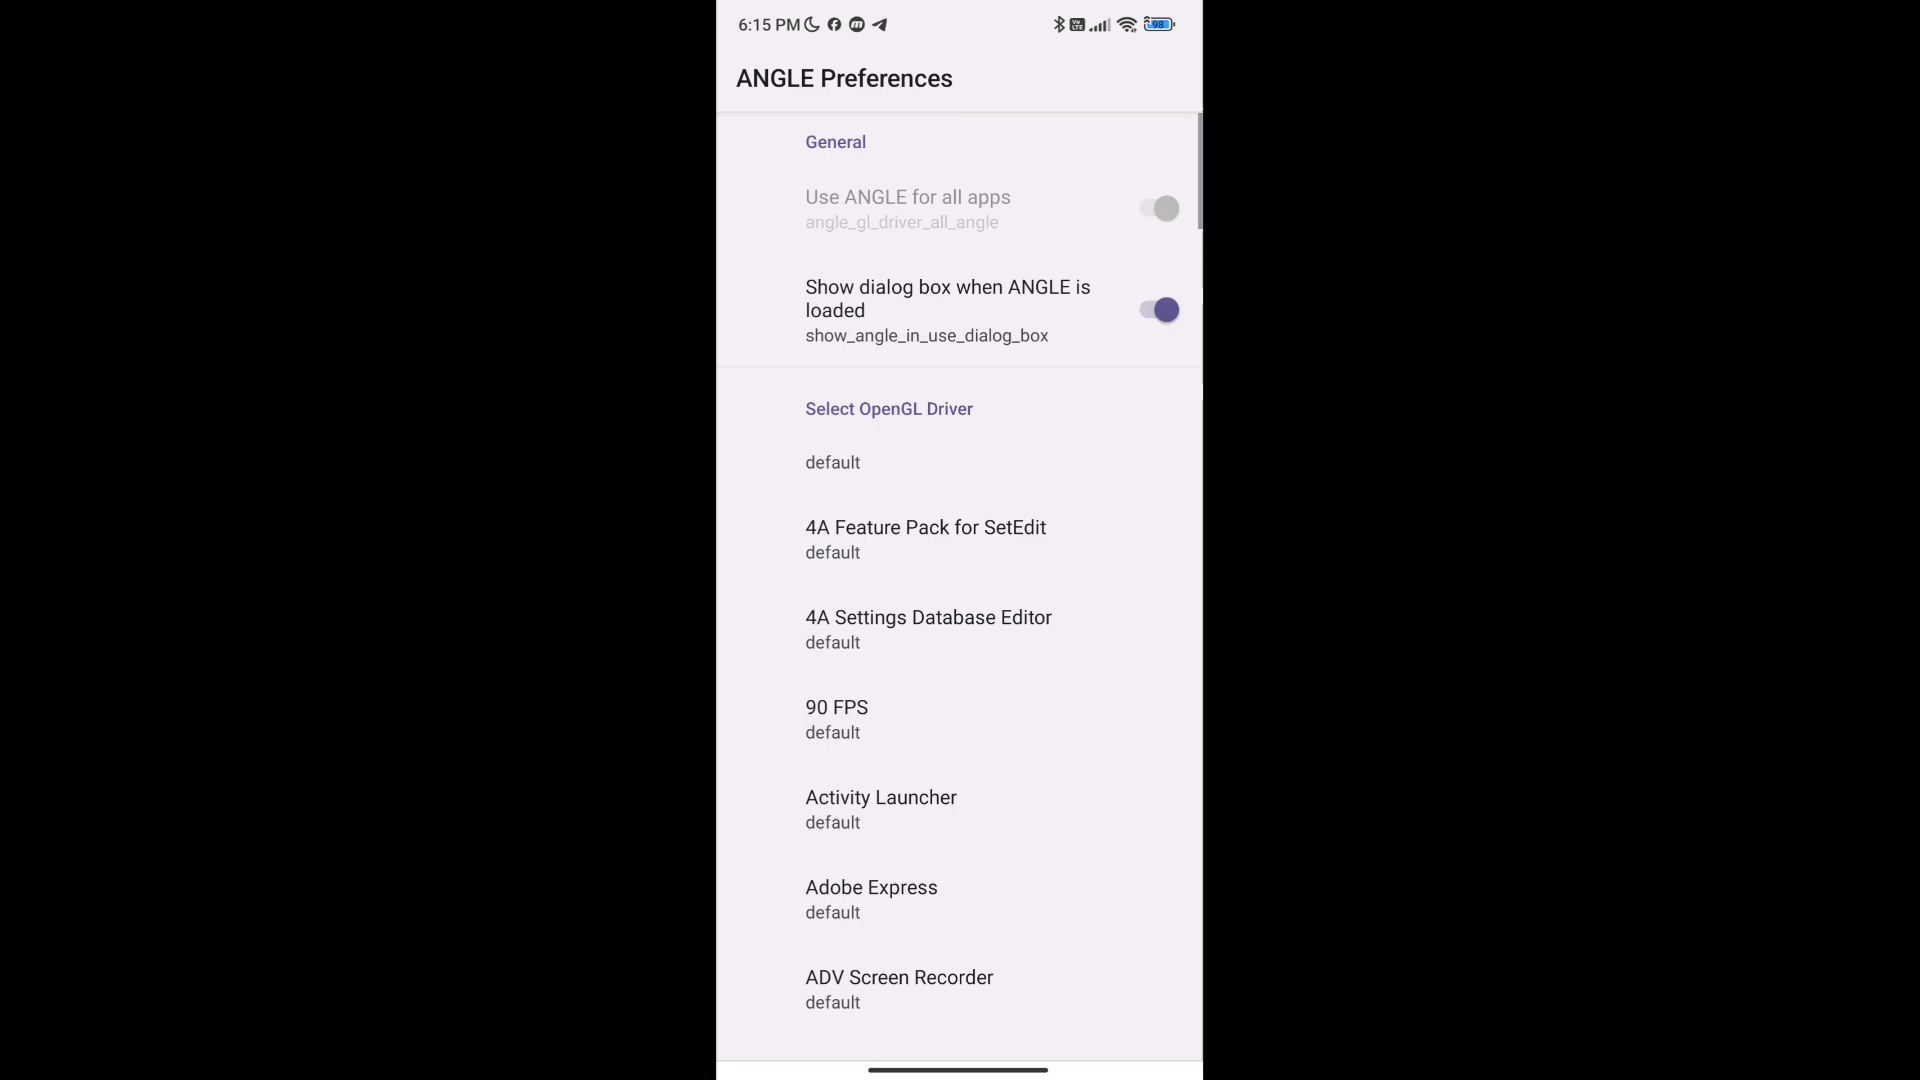 6:15 PM
98
ANGLE Preferences
General
Use ANGLE for all apps
angle_gl_driver_all_angle
Show dialog box when ANGLE is
loaded
show_angle_in_use_dialog_box
Select OpenGL Driver
default
4A Feature Pack for SetEdit
default
4A Settings Database Editor
default
90 FPS
default
Activity Launcher
default
Adobe Express
default
ADV Screen Recorder
default